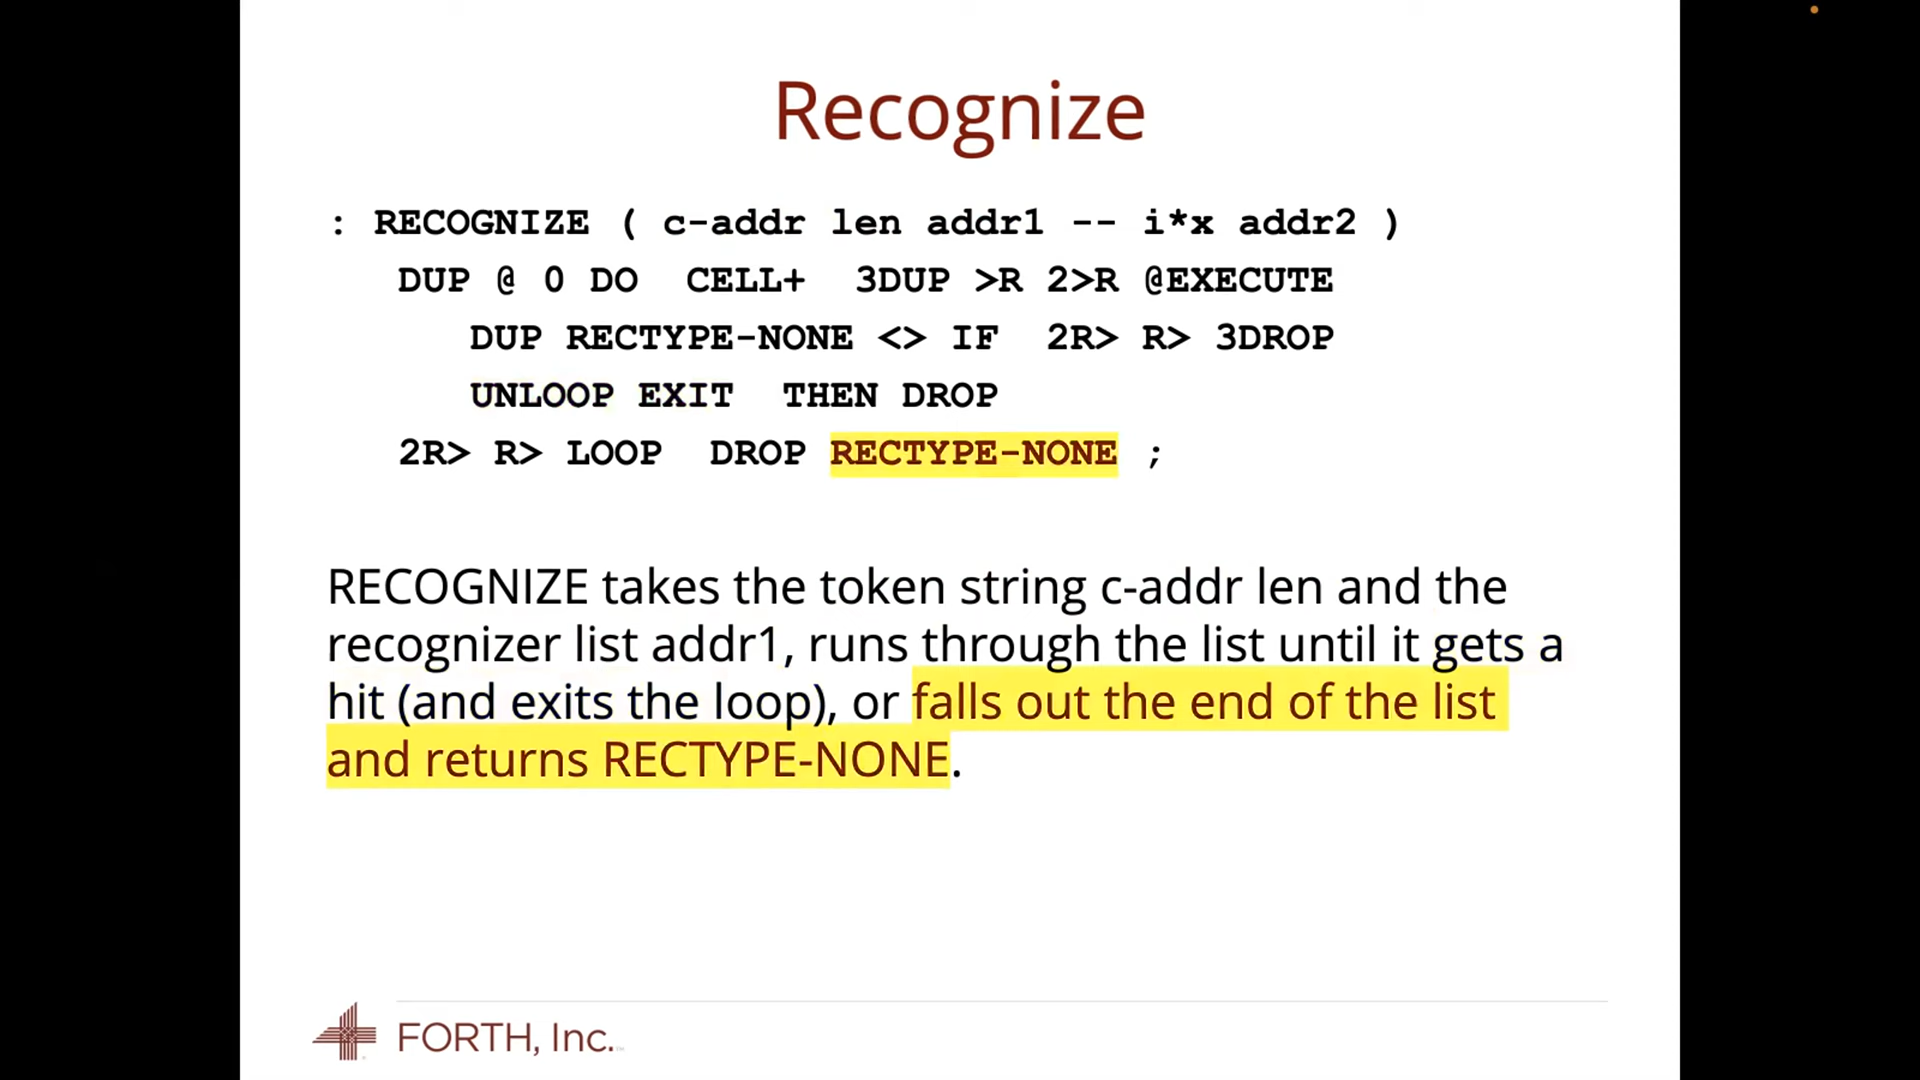 Recognize
: RECOGNIZE ( c-addr len addr1 -- i*x addr2 )
DUP @ 0 DO CELL+ 3DUP >R 2>R @EXECUTE
DUP RECTYPE-NONE <> IF 2R> R> 3DROP
UNLOOP EXIT THEN DROP
2R> R> LOOP DROP RECTYPE-NONE ;
RECOGNIZE takes the token string c-addr len and the
recognizer list addr1, runs through the list until it gets a
hit (and exits the loop), or falls out the end of the list
and returns RECTYPE-NONE.
FORTH, Inc.